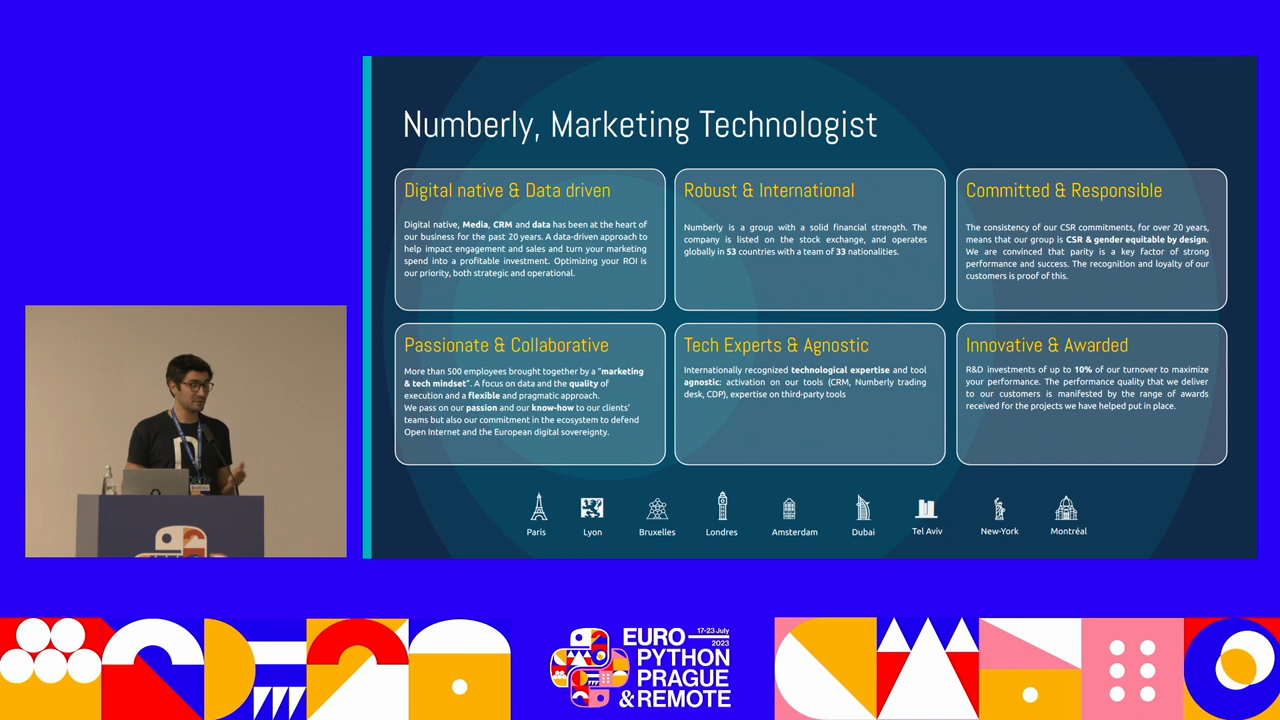 Numberly, Marketing Technologist
Digital native & Data driven
Digital native, Media, CRM and data has been at the heart of
our business for the past 20 years. A data-driven approach to
help impact engagement and sales and turn your marketing
spend into a profitable investment. Optimizing your ROI is
our priority, both strategic and operational.
Robust & International
Numberly is a group with a solid financial strength. The
company is listed on the stock exchange, and operates
globally in 53 countries with a team of 33 nationalities.
Committed & Responsible
The consistency of our CSR commitments, for over 20 years,
means that our group is CSR & gender equitable by design.
We are convinced that parity is a key factor of strong
performance and success. The recognition and loyalty of our
customers is proof of this.
Passionate & Collaborative
More than 500 employees brought together by a "marketing
& tech mindset". A focus on data and the quality of
execution and a flexible and pragmatic approach.
We pass on our passion and our know-how to our clients'
teams but also our commitment in the ecosystem to defend
Open Internet and the European digital sovereignty.
Tech Experts & Agnostic
Internationally recognized technological expertise and tool
agnostic: activation on our tools (CRM, Numberly trading
desk, CDP), expertise on third-party tools
Innovative & Awarded
R&D investments of up to 10% of our turnover to maximize
your performance. The performance quality that we deliver
to our customers is manifested by the range of awards
received for the projects we have helped put in place.
Paris
Lyon
Bruxelles
Londres
Amsterdam
Dubai
Tel Aviv
New-York
Montréal
EURO
17-23 July
2023
PYTHON
PRAGUE
& REMOTE